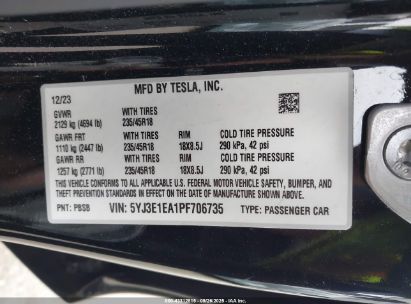 MFD BY TESLA, INC.
12/23
GVWR WITH TIRES
2129 kg (4694 lb) 235/45R18
GAWR FRT WITH TIRES RIM COLD TIRE PRESSURE
1110 kg (2447 lb) 235/45R18 18X8.5J 290 kPa, 42 psi
GAWR RR WITH TIRES RIM COLD TIRE PRESSURE
1257 kg (2771 lb) 235/45R18 18X8.5J 290 kPa, 42 psi
THIS VEHICLE CONFORMS TO ALL APPLICABLE U.S. FEDERAL MOTOR VEHICLE SAFETY, BUMPER, AND
THEFT PREVENTION STANDARDS IN EFFECT ON THE DATE OF MANUFACTURE SHOWN ABOVE.
PNT: PBSB VIN: 5YJ3E1EA1PF706735 TYPE: PASSENGER CAR